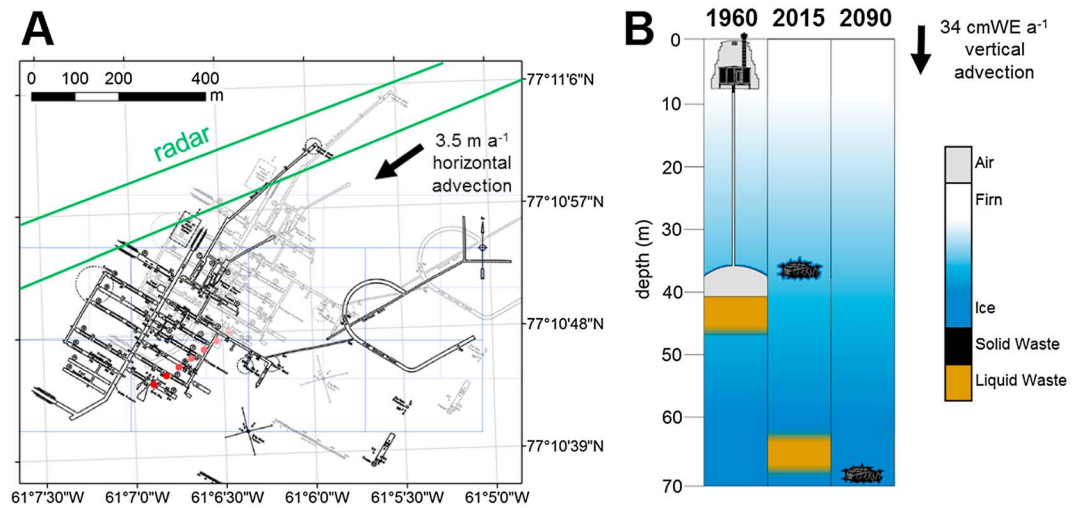 A
0 100 200 400
m
radar
3.5 m a⁻¹
horizontal
advection
77°11'6"N
77°10'57"N
77°10'48"N
77°10'39"N
61°7'30"W 61°7'0"W 61°6'30"W 61°6'0"W 61°5'30"W 61°5'0"W
B
1960 2015 2090
depth (m)
0
10
20
30
40
50
60
70
34 cmWE a⁻¹
vertical
advection
Air
Firn
Ice
Solid Waste
Liquid Waste